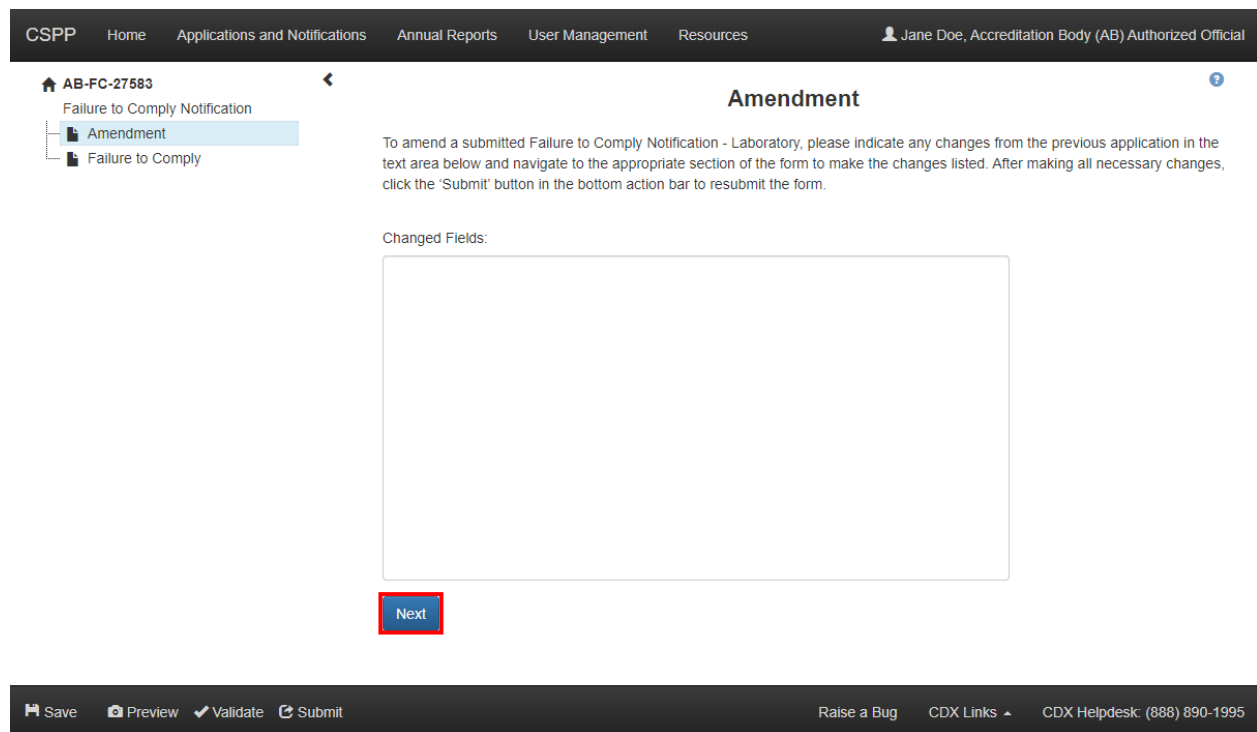 CSPP Home Applications and Notifications Annual Reports User Management Resources Jane Doe, Accreditation Body (AB) Authorized Official
AB-FC-27583
Failure to Comply Notification
Amendment
Failure to Comply
Amendment
To amend a submitted Failure to Comply Notification - Laboratory, please indicate any changes from the previous application in the
text area below and navigate to the appropriate section of the form to make the changes listed. After making all necessary changes,
click the ‘Submit’ button in the bottom action bar to resubmit the form.
Changed Fields:
Next
Save Preview Validate Submit Raise a Bug CDX Links CDX Helpdesk: (888) 890-1995